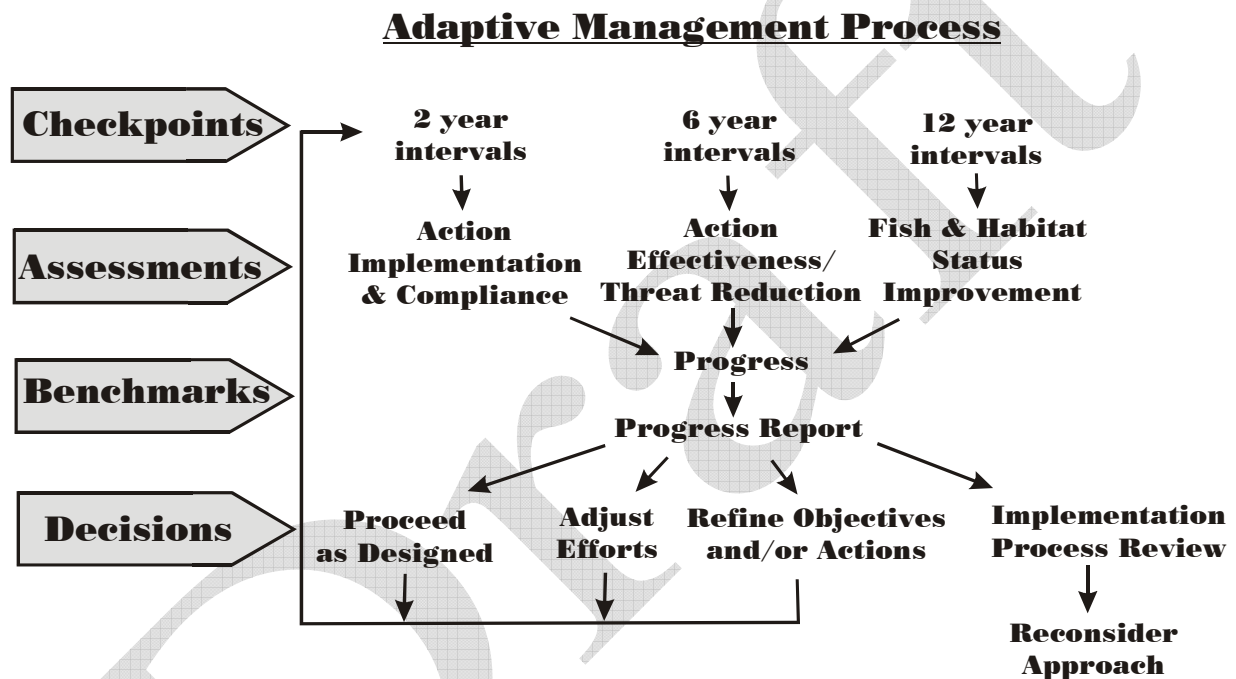 Adaptive Management Process
Checkpoints
2 year
intervals
6 year
intervals
12 year
intervals
Assessments
Action
Implementation
& Compliance
Action
Effectiveness/
Threat Reduction
Fish & Habitat
Status
Improvement
Benchmarks
Progress
Progress Report
Decisions
Proceed
as Designed
Adjust
Efforts
Refine Objectives
and/or Actions
Implementation
Process Review
Reconsider
Approach
Draft